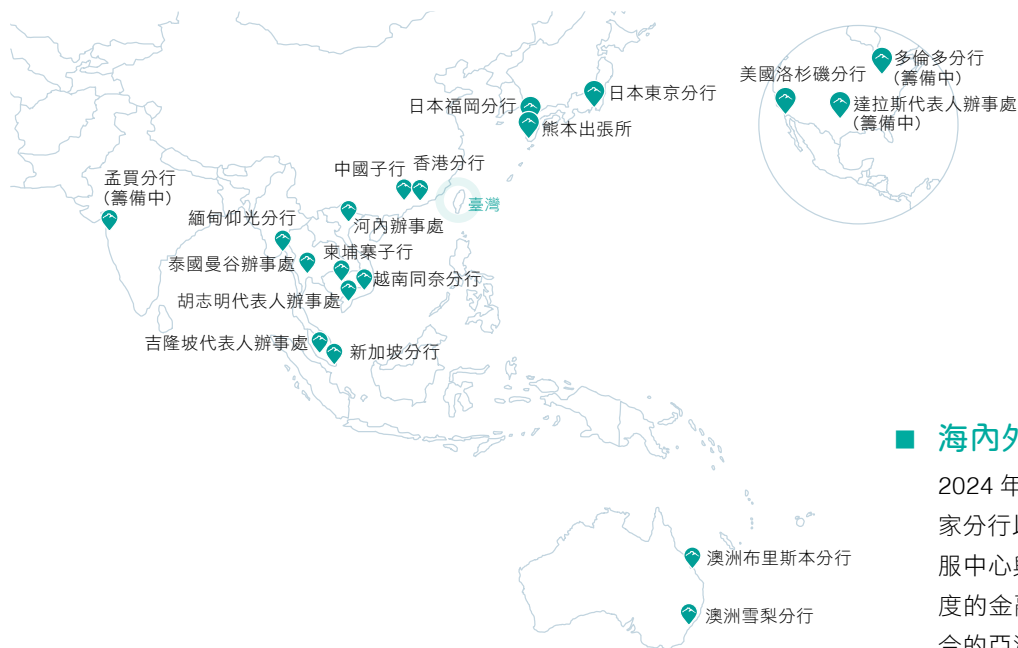 多倫多分行
(籌備中)
美國洛杉磯分行
達拉斯代表人辦事處
(籌備中)
日本東京分行
日本福岡分行
熊本出張所
中國子行
香港分行
孟買分行
(籌備中)
臺灣
緬甸仰光分行
河內辦事處
泰國曼谷辦事處
柬埔寨子行
越南同奈分行
胡志明代表人辦事處
吉隆坡代表人辦事處
新加坡分行
澳洲布里斯本分行
澳洲雪梨分行
海內
2024 年
家分行
服中心
度的金
合的亞